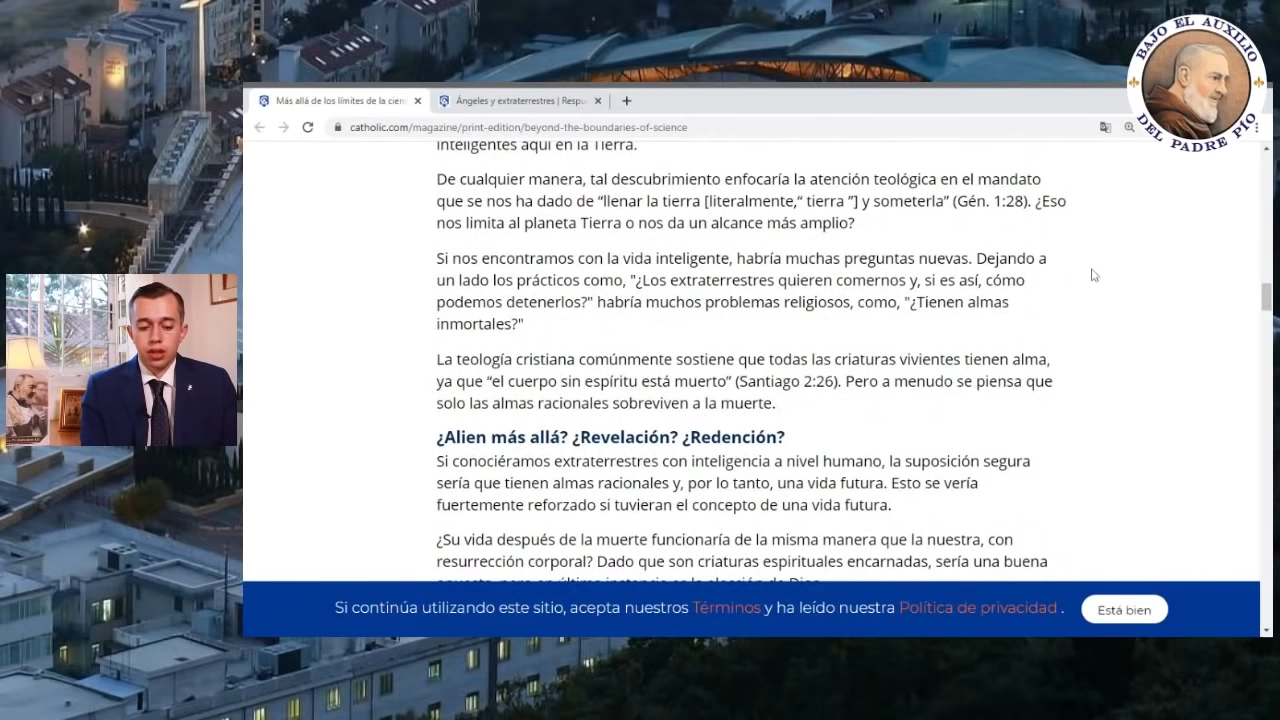 BAJO EL AUXILIO
DEL PADRE PÍO
Más allá de los límites de la cien
Ángeles y extraterrestres | Respu
catholic.com/magazine/print-edition/beyond-the-boundaries-of-science
inteligentes aquí en la Tierra.
De cualquier manera, tal descubrimiento enfocaría la atención teológica en el mandato
que se nos ha dado de “llenar la tierra [literalmente,“ tierra ”] y someterla” (Gén. 1:28). ¿Eso
nos limita al planeta Tierra o nos da un alcance más amplio?
Si nos encontramos con la vida inteligente, habría muchas preguntas nuevas. Dejando a
un lado los prácticos como, "¿Los extraterrestres quieren comernos y, si es así, cómo
podemos detenerlos?" habría muchos problemas religiosos, como, "¿Tienen almas
inmortales?"
La teología cristiana comúnmente sostiene que todas las criaturas vivientes tienen alma,
ya que “el cuerpo sin espíritu está muerto” (Santiago 2:26). Pero a menudo se piensa que
solo las almas racionales sobreviven a la muerte.
¿Alien más allá? ¿Revelación? ¿Redención?
Si conociéramos extraterrestres con inteligencia a nivel humano, la suposición segura
sería que tienen almas racionales y, por lo tanto, una vida futura. Esto se vería
fuertemente reforzado si tuvieran el concepto de una vida futura.
¿Su vida después de la muerte funcionaría de la misma manera que la nuestra, con
resurrección corporal? Dado que son criaturas espirituales encarnadas, sería una buena
Si continúa utilizando este sitio, acepta nuestros Términos y ha leído nuestra Política de privacidad .
Está bien